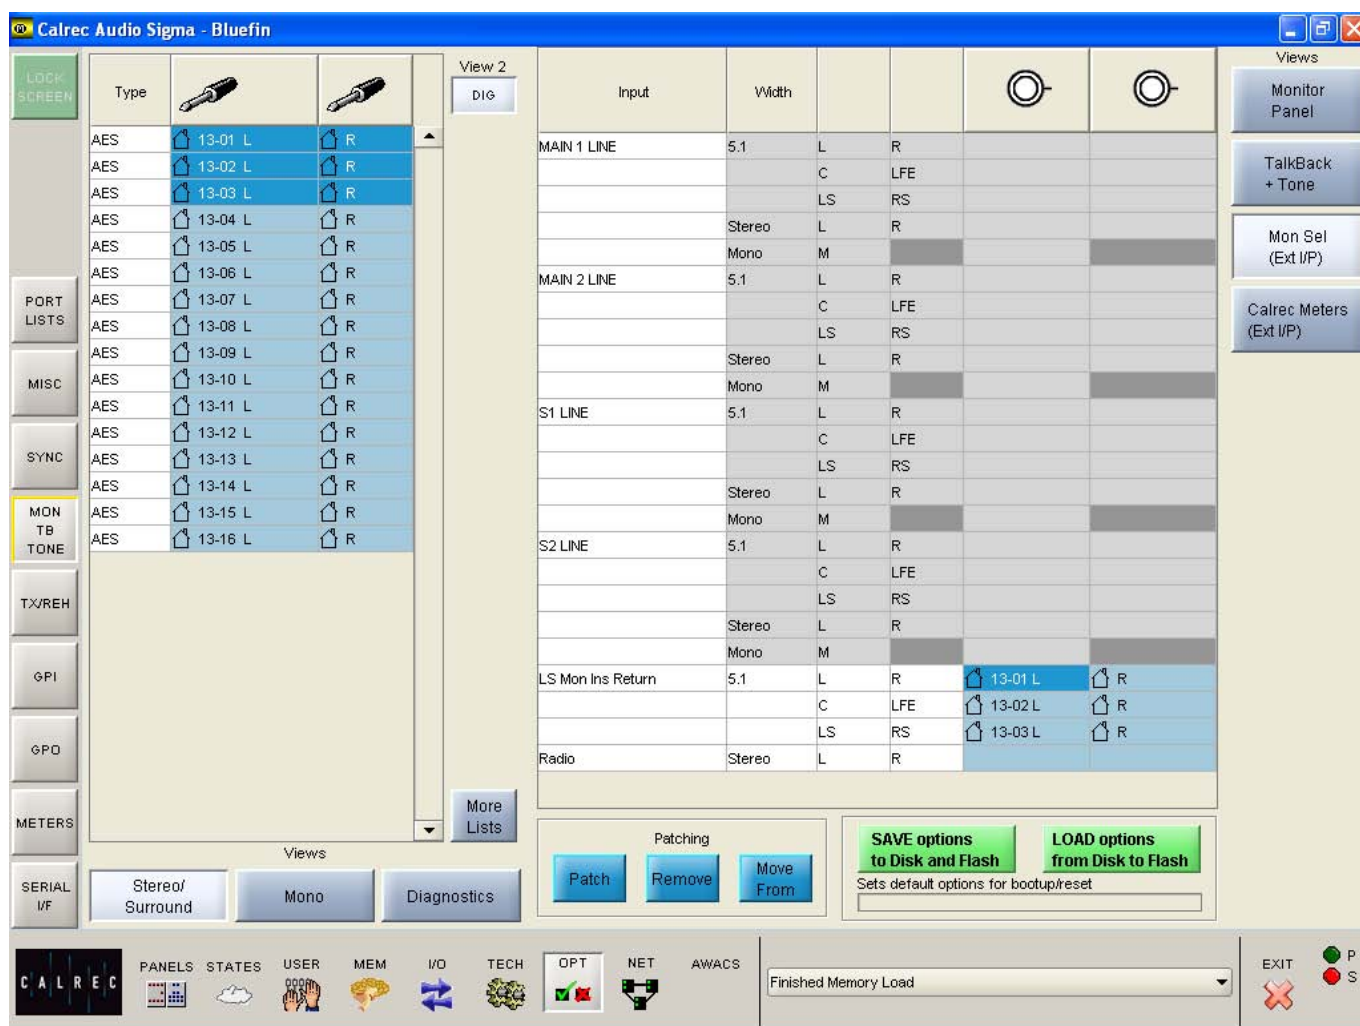 Calrec Audio Sigma - Bluefin
LOCK
SCREEN
PORT
LISTS
MISC
SYNC
MON
TB
TONE
TX/REH
GPI
GPO
METERS
SERIAL
I/F
Type
AES 13-01 L R
AES 13-02 L R
AES 13-03 L R
AES 13-04 L R
AES 13-05 L R
AES 13-06 L R
AES 13-07 L R
AES 13-08 L R
AES 13-09 L R
AES 13-10 L R
AES 13-11 L R
AES 13-12 L R
AES 13-13 L R
AES 13-14 L R
AES 13-15 L R
AES 13-16 L R
View 2
DIG
More
Lists
Views
Stereo/
Surround
Mono
Diagnostics
Input Width
MAIN 1 LINE 5.1 L R
C LFE
LS RS
Stereo L R
Mono M
MAIN 2 LINE 5.1 L R
C LFE
LS RS
Stereo L R
Mono M
S1 LINE 5.1 L R
C LFE
LS RS
Stereo L R
Mono M
S2 LINE 5.1 L R
C LFE
LS RS
Stereo L R
Mono M
LS Mon Ins Return 5.1 L R 13-01 L R
C LFE 13-02 L R
LS RS 13-03 L R
Radio Stereo L R
Patching
Patch
Remove
Move
From
SAVE options
to Disk and Flash
LOAD options
from Disk to Flash
Sets default options for bootup/reset
Views
Monitor
Panel
TalkBack
+ Tone
Mon Sel
(Ext I/P)
Calrec Meters
(Ext I/P)
CALREC
PANELS
STATES
USER
MEM
I/O
TECH
OPT
NET
AWACS
Finished Memory Load
EXIT
P
S